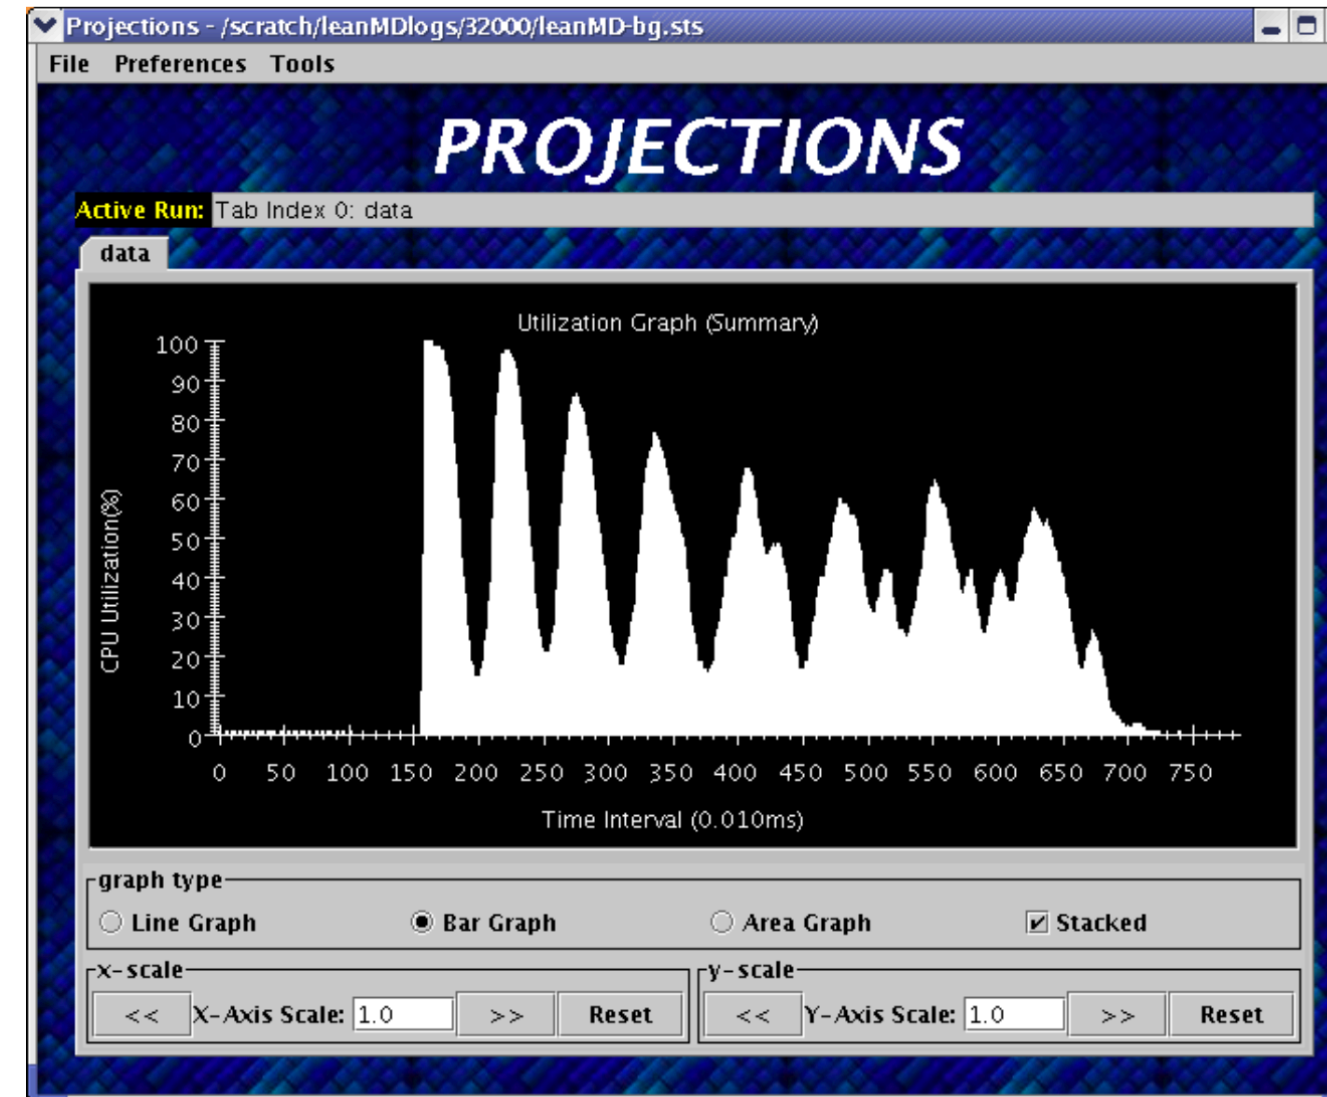 Projections - /scratch/leanMDlogs/32000/leanMD-bg.sts
File Preferences Tools
PROJECTIONS
Active Run: Tab Index 0: data
data
Utilization Graph (Summary)
100
90
80
70
60
50
40
30
20
10
0
CPU Utilization(%)
0 50 100 150 200 250 300 350 400 450 500 550 600 650 700 750
Time Interval (0.010ms)
graph type
Line Graph Bar Graph Area Graph Stacked
x-scale y-scale
<< X-Axis Scale: 1.0 >> Reset << Y-Axis Scale: 1.0 >> Reset